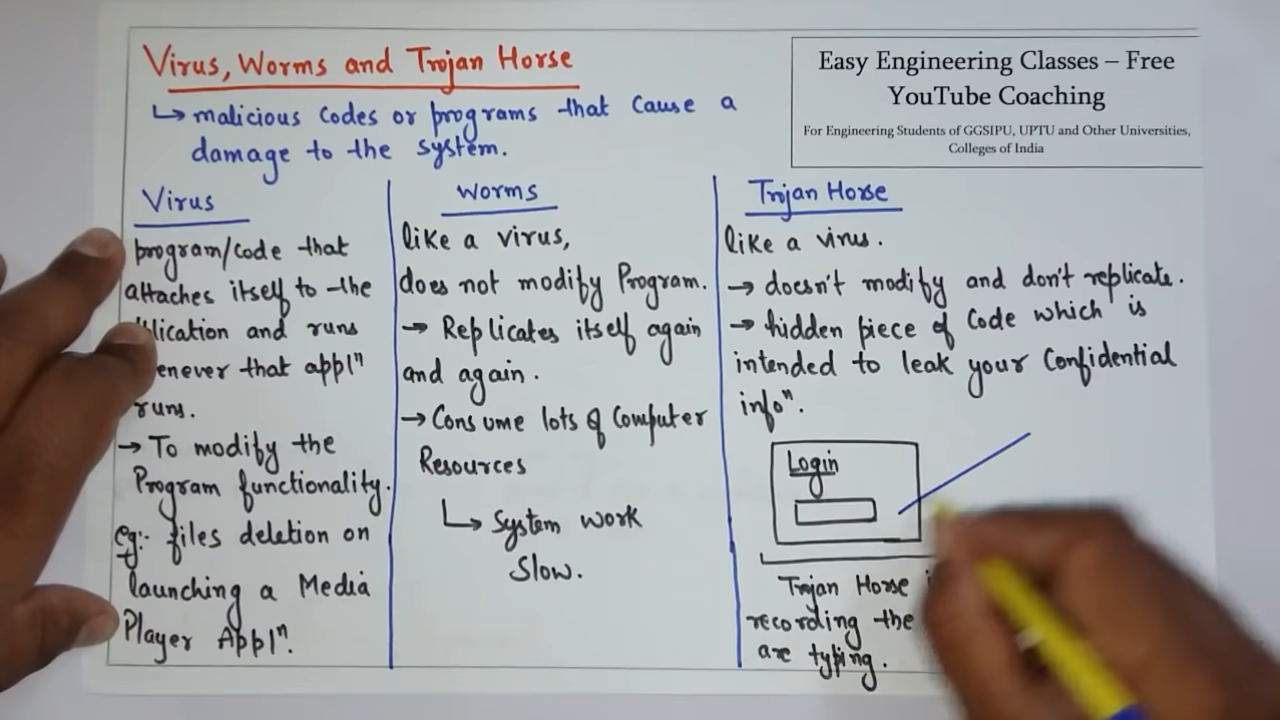 Virus, Worms and Trojan Horse
↳ malicious codes or programs that cause a
damage to the system.
Easy Engineering Classes – Free
YouTube Coaching
For Engineering Students of GGSIPU, UPTU and Other Universities,
Colleges of India
Virus
program/code that
attaches itself to the
and runs
that applⁿ
runs.
→ To modify the
Program functionality.
eg:- files deletion on
launching a Media
Player Applⁿ.
Worms
like a virus,
does not modify Program.
→ Replicates itself again
and again.
→ Consume lots of Computer
Resources
↳ System work
Slow.
Trojan Horse
like a virus.
→ doesn't modify and don't replicate.
→ hidden piece of Code which is
intended to leak your Confidential
infoⁿ.
Login
Trojan Horse
recording the
are typing.